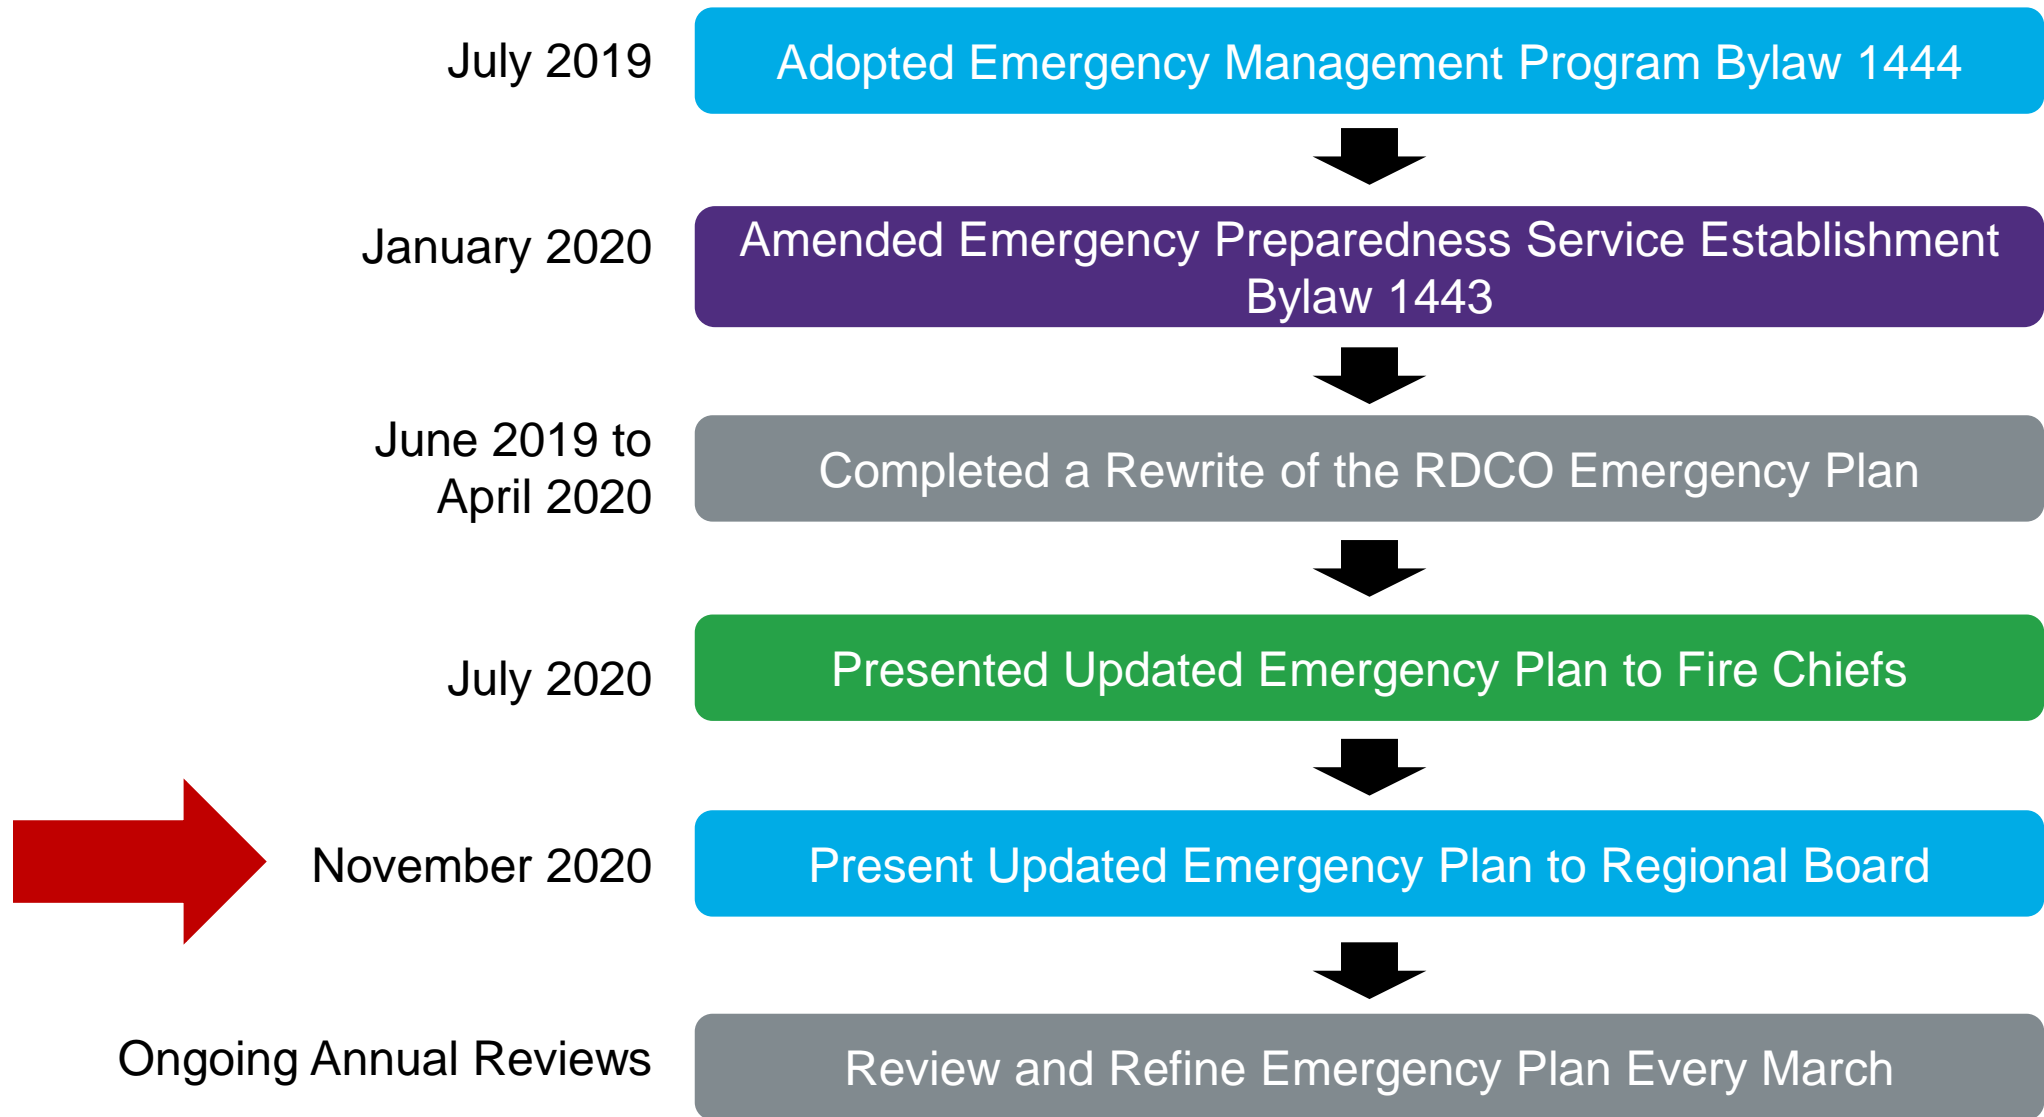 July 2019
Adopted Emergency Management Program Bylaw 1444
January 2020
Amended Emergency Preparedness Service Establishment
Bylaw 1443
June 2019 to
April 2020
Completed a Rewrite of the RDCO Emergency Plan
July 2020
Presented Updated Emergency Plan to Fire Chiefs
November 2020
Present Updated Emergency Plan to Regional Board
Ongoing Annual Reviews
Review and Refine Emergency Plan Every March